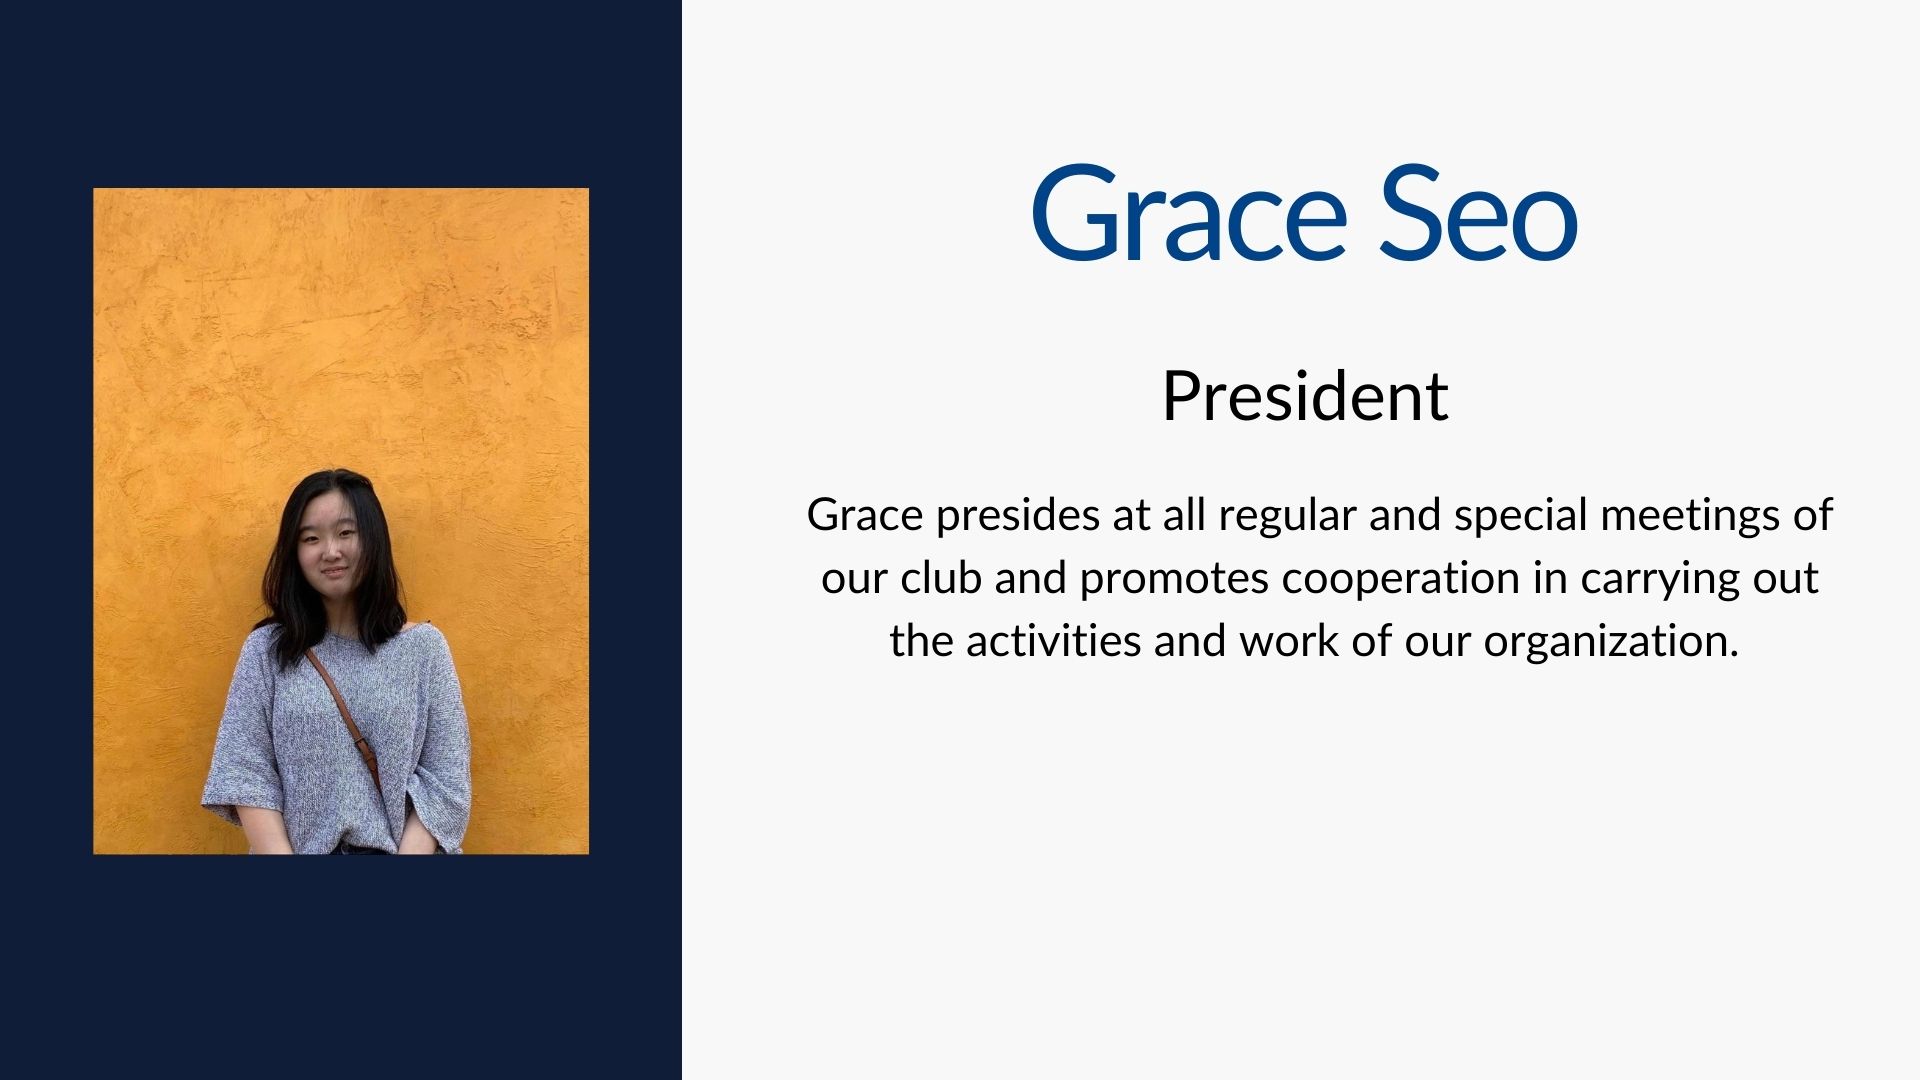 Grace Seo
President
Grace presides at all regular and special meetings of
our club and promotes cooperation in carrying out
the activities and work of our organization.